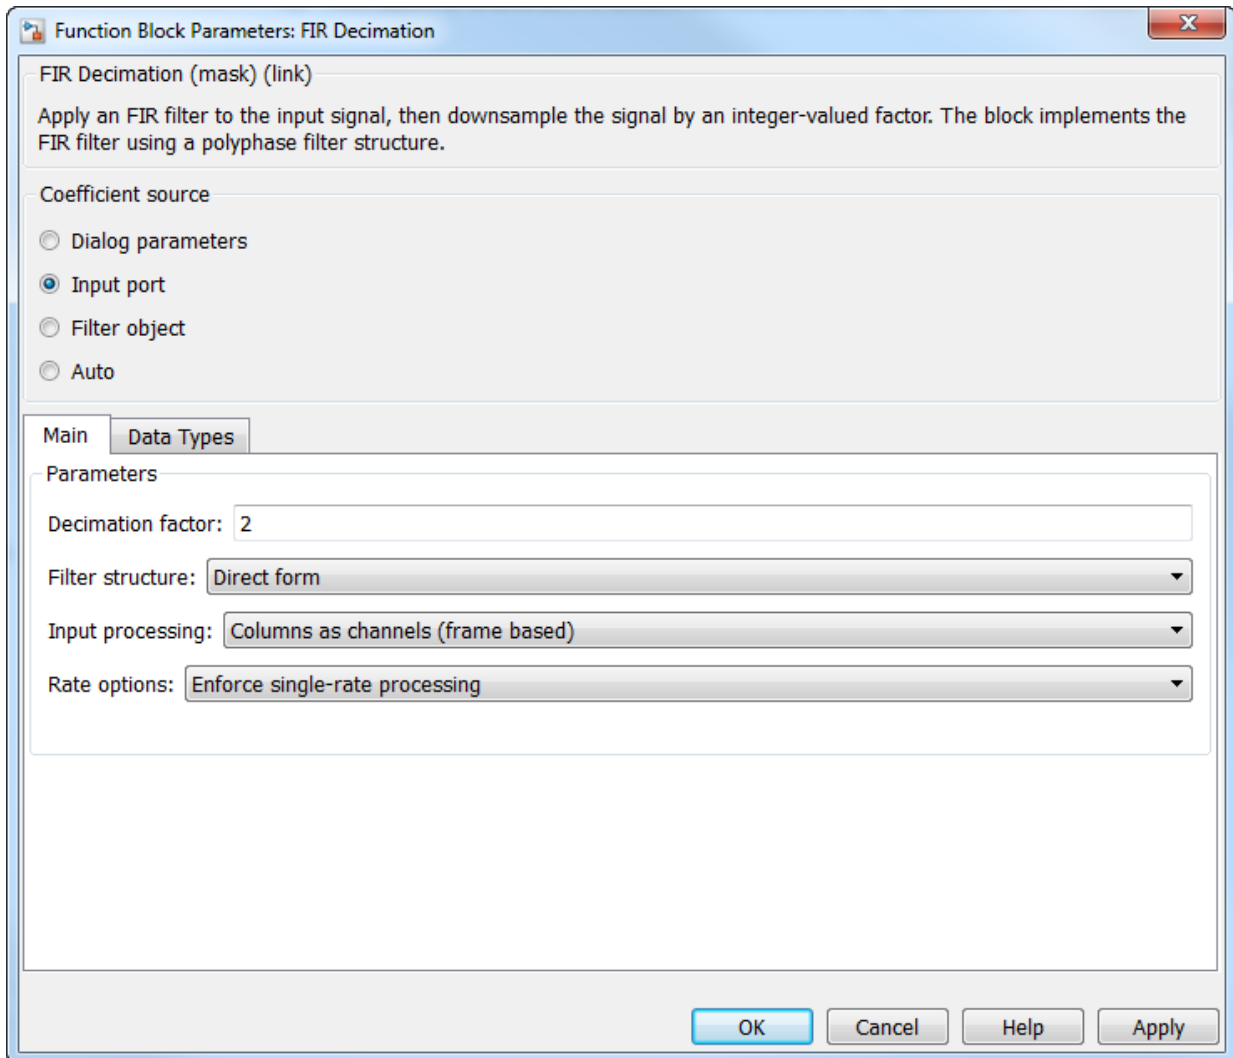 Function Block Parameters: FIR Decimation
X
FIR Decimation (mask) (link)
Apply an FIR filter to the input signal, then downsample the signal by an integer-valued factor. The block implements the
FIR filter using a polyphase filter structure.
Coefficient source
Dialog parameters
Input port
Filter object
Auto
Main Data Types
Parameters
Decimation factor: 2
Filter structure: Direct form
Input processing: Columns as channels (frame based)
Rate options: Enforce single-rate processing
OK Cancel Help Apply